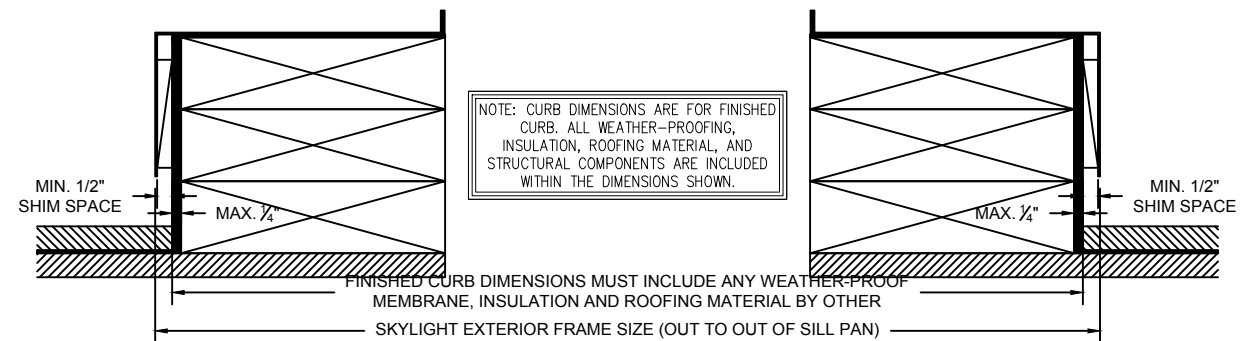 NOTE: CURB DIMENSIONS ARE FOR FINISHED
CURB. ALL WEATHER-PROOFING,
INSULATION, ROOFING MATERIAL, AND
STRUCTURAL COMPONENTS ARE INCLUDED
WITHIN THE DIMENSIONS SHOWN.
MIN. 1/2"
SHIM SPACE
MAX. 1/4"
MAX. 1/4"
MIN. 1/2"
SHIM SPACE
FINISHED CURB DIMENSIONS MUST INCLUDE ANY WEATHER-PROOF
MEMBRANE, INSULATION AND ROOFING MATERIAL BY OTHER
SKYLIGHT EXTERIOR FRAME SIZE (OUT TO OUT OF SILL PAN)